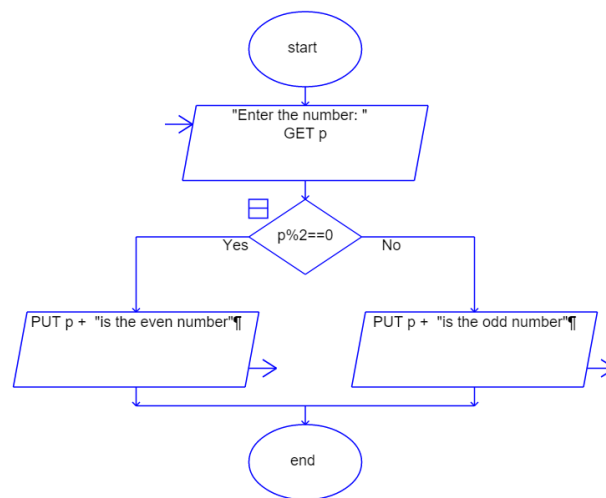 start
"Enter the number: "
GET p
p%2==0
Yes
No
PUT p +  "is the even number"¶
PUT p +  "is the odd number"¶
end